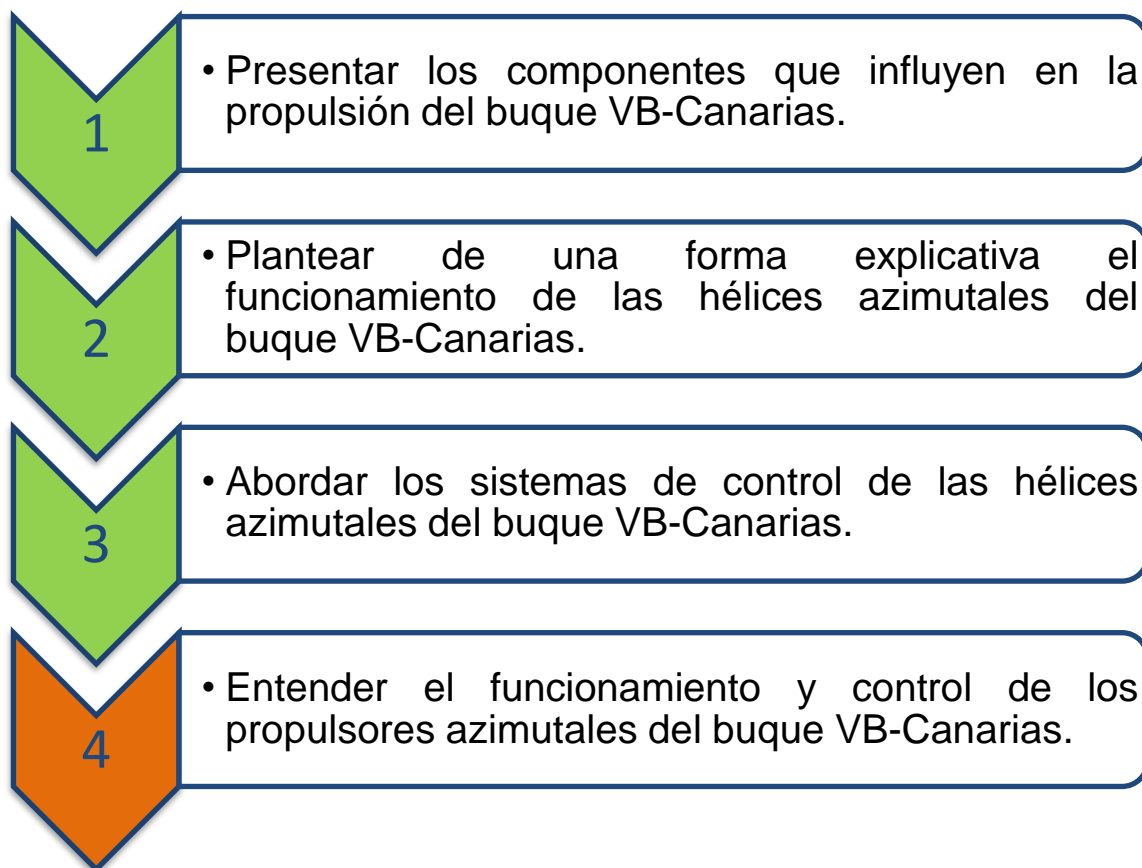 1
• Presentar los componentes que influyen en la
propulsión del buque VB-Canarias.
2
• Plantear de una forma explicativa el
funcionamiento de las hélices azimutales del
buque VB-Canarias.
3
• Abordar los sistemas de control de las hélices
azimutales del buque VB-Canarias.
4
• Entender el funcionamiento y control de los
propulsores azimutales del buque VB-Canarias.